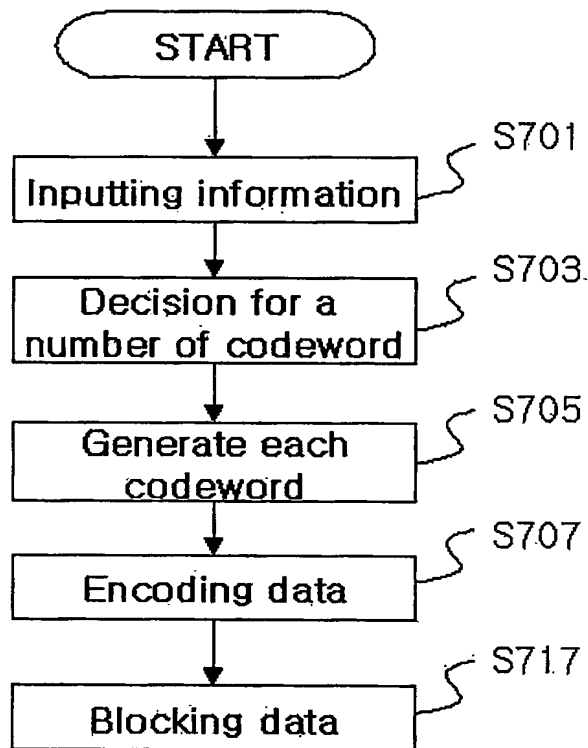 START
S701
Inputting information
S703
Decision for a
number of codeword
S705
Generate each
codeword
S707
Encoding data
S717
Blocking data